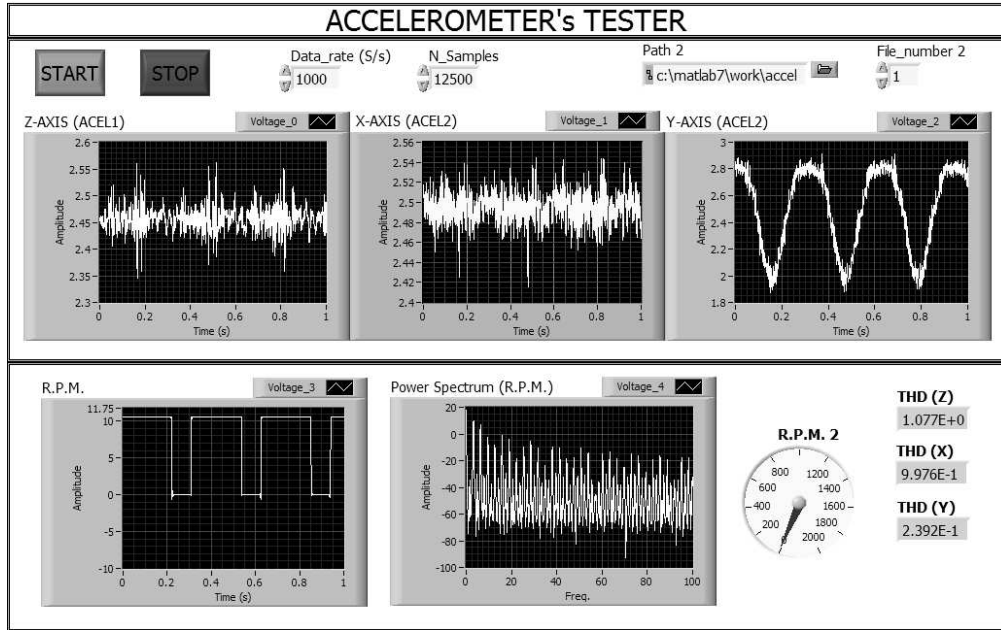 ACCELEROMETER's TESTER
START
STOP
Data_rate (S/s)
1000
N_Samples
12500
Path 2
c:\matlab7\work\accel
File_number 2
1
Z-AXIS (ACEL1)
Voltage_0
2.6
2.55
2.5
2.45
2.4
2.35
2.3
Amplitude
0 0.2 0.4 0.6 0.8 1
Time (s)
X-AXIS (ACEL2)
Voltage_1
2.56
2.54
2.52
2.5
2.48
2.46
2.44
2.42
2.4
Amplitude
0 0.2 0.4 0.6 0.8 1
Time (s)
Y-AXIS (ACEL2)
Voltage_2
3
2.8
2.6
2.4
2.2
2
1.8
Amplitude
0 0.2 0.4 0.6 0.8 1
Time (s)
R.P.M.
Voltage_3
11.75
10
5
0
-5
-10
Amplitude
0 0.2 0.4 0.6 0.8 1
Time (s)
Power Spectrum (R.P.M.)
Voltage_4
20
0
-20
-40
-60
-80
-100
Amplitude
0 20 40 60 80 100
Freq.
R.P.M. 2
0
200
400
600
800
1200
1400
1600
1800
2000
THD (Z)
1.077E+0
THD (X)
9.976E-1
THD (Y)
2.392E-1